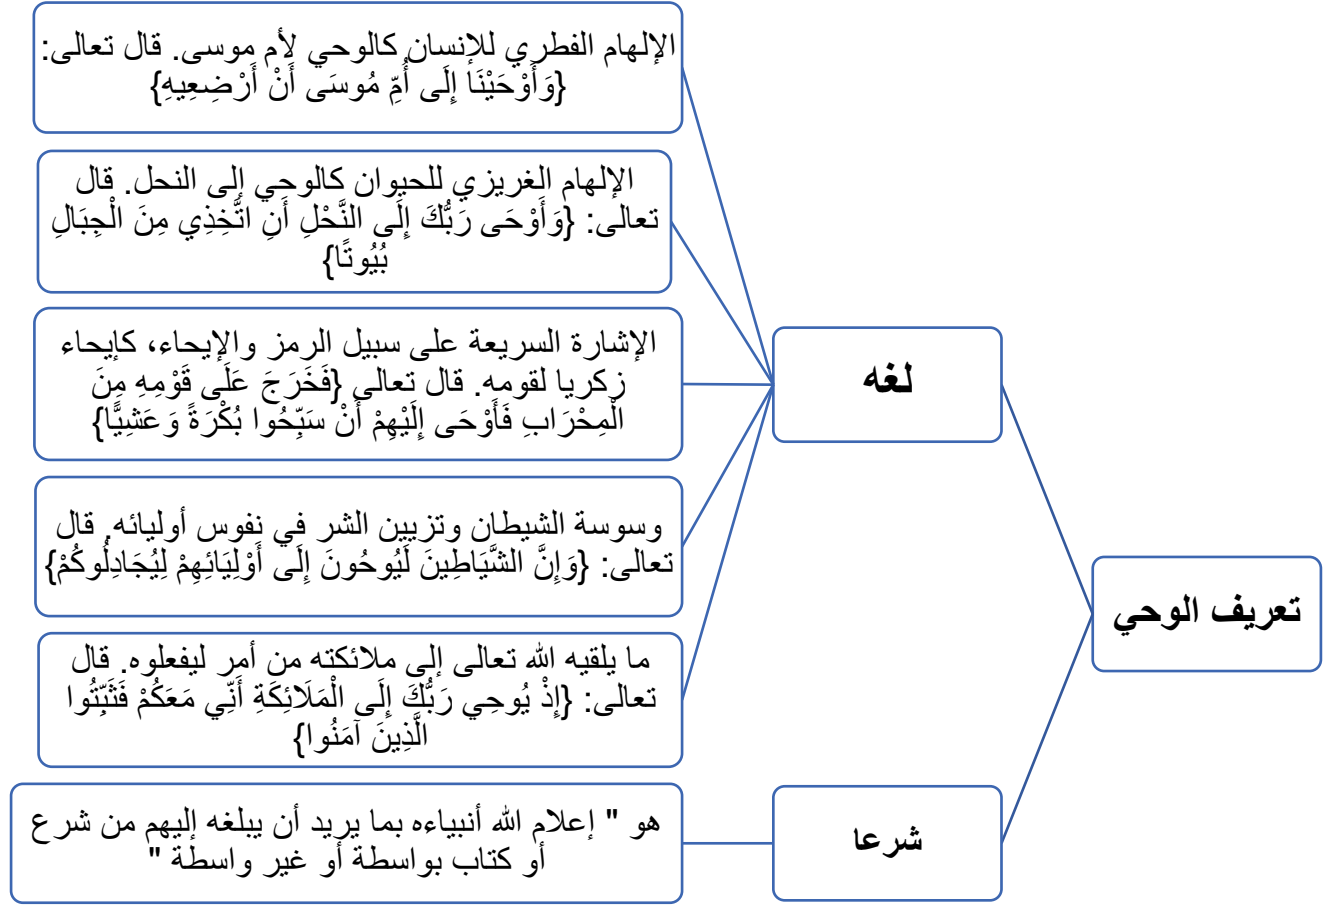 تعريف الوحي
لغه
الإلهام الفطري للإنسان كالوحي لأم موسى. قال تعالى:
{وَأَوْحَيْنَا إِلَى أُمِّ مُوسَى أَنْ أَرْضِعِيهِ}
الإلهام الغريزي للحيوان كالوحي إلى النحل. قال
تعالى: {وَأَوْحَى رَبُّكَ إِلَى النَّحْلِ أَنِ اتَّخِذِي مِنَ الْجِبَالِ
بُيُوتًا}
الإشارة السريعة على سبيل الرمز والإيحاء، كإيحاء
زكريا لقومه. قال تعالى {فَخَرَجَ عَلَى قَوْمِهِ مِنَ
الْمِحْرَابِ فَأَوْحَى إِلَيْهِمْ أَنْ سَبِّحُوا بُكْرَةً وَعَشِيًّا}
وسوسة الشيطان وتزيين الشر في نفوس أوليائه. قال
تعالى: {وَإِنَّ الشَّيَاطِينَ لَيُوحُونَ إِلَى أَوْلِيَائِهِمْ لِيُجَادِلُوكُمْ}
ما يلقيه الله تعالى إلى ملائكته من أمر ليفعلوه. قال
تعالى: {إِذْ يُوحِي رَبُّكَ إِلَى الْمَلَائِكَةِ أَنِّي مَعَكُمْ فَثَبِّتُوا
الَّذِينَ آمَنُوا}
شرعا
هو " إعلام الله أنبياءه بما يريد أن يبلغه إليهم من شرع
أو كتاب بواسطة أو غير واسطة "